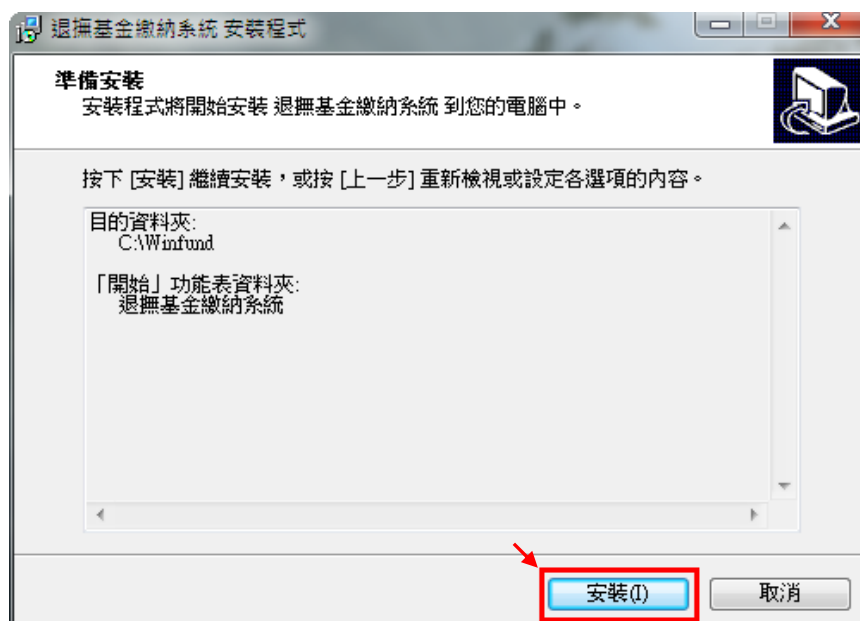 退撫基金繳納系統 安裝程式
準備安裝
安裝程式將開始安裝 退撫基金繳納系統 到您的電腦中。
按下 [安裝] 繼續安裝，或按 [上一步] 重新檢視或設定各選項的內容。
目的資料夾:
C:\Winfund
「開始」功能表資料夾:
退撫基金繳納系統
安裝(I)
取消